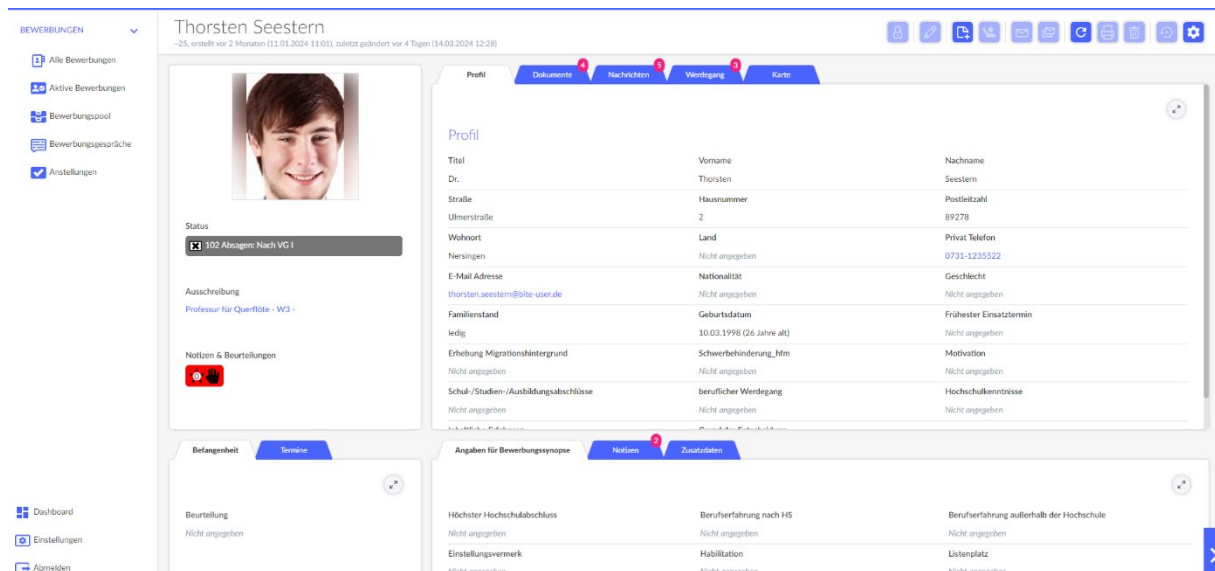 BEWERBUNGEN
Alle Bewerbungen
Aktive Bewerbungen
Bewerbungspool
Bewerbungsgespräche
Anstellungen
Dashboard
Einstellungen
Abmelden
Thorsten Seestern
~25, erstellt vor 2 Monaten (11.01.2024 11:01), zuletzt geändert vor 4 Tagen (14.03.2024 12:28)
Status
102 Absagen: Nach VG I
Ausschreibung
Professur für Querflöte - W3 -
Notizen & Beurteilungen
Profil Dokumente 4 Nachrichten 5 Werdegang 3 Karte
Profil
Titel Vorname Nachname
Dr. Thorsten Seestern
Straße Hausnummer Postleitzahl
Ulmerstraße 2 89278
Wohnort Land Privat Telefon
Nersingen Nicht angegeben 0731-1235522
E-Mail Adresse Nationalität Geschlecht
thorsten.seestern@bite-user.de Nicht angegeben Nicht angegeben
Familienstand Geburtsdatum Frühester Einsatztermin
ledig 10.03.1998 (26 Jahre alt) Nicht angegeben
Erhebung Migrationshintergrund Schwerbehinderung_hfm Motivation
Nicht angegeben Nicht angegeben Nicht angegeben
Schul-/Studien-/Ausbildungsabschlüsse beruflicher Werdegang Hochschulkenntnisse
Nicht angegeben Nicht angegeben Nicht angegeben
Befangenheit Termine
Beurteilung
Nicht angegeben
Angaben für Bewerbungssynopse Notizen 2 Zusatzdaten
Höchster Hochschulabschluss Berufserfahrung nach HS Berufserfahrung außerhalb der Hochschule
Nicht angegeben Nicht angegeben Nicht angegeben
Einstellungsvermerk Habilitation Listenplatz